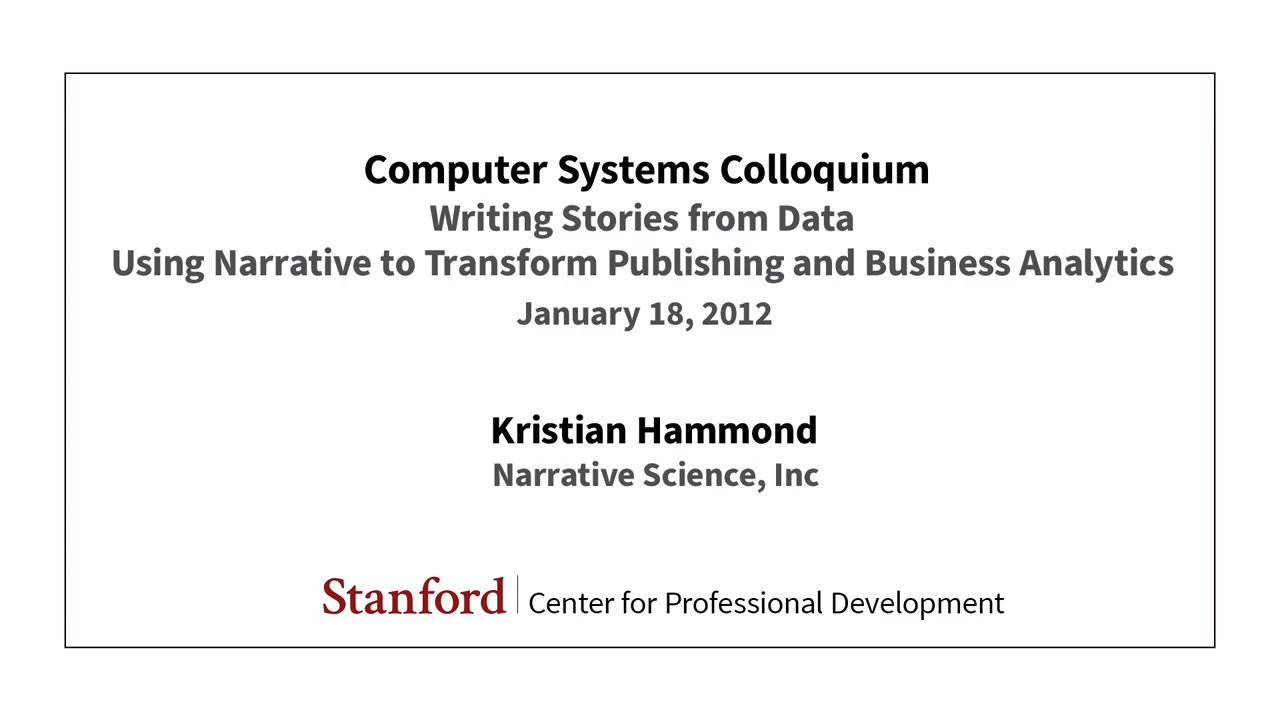 Computer Systems Colloquium
Writing Stories from Data
Using Narrative to Transform Publishing and Business Analytics
January 18, 2012
Kristian Hammond
Narrative Science, Inc
Stanford Center for Professional Development